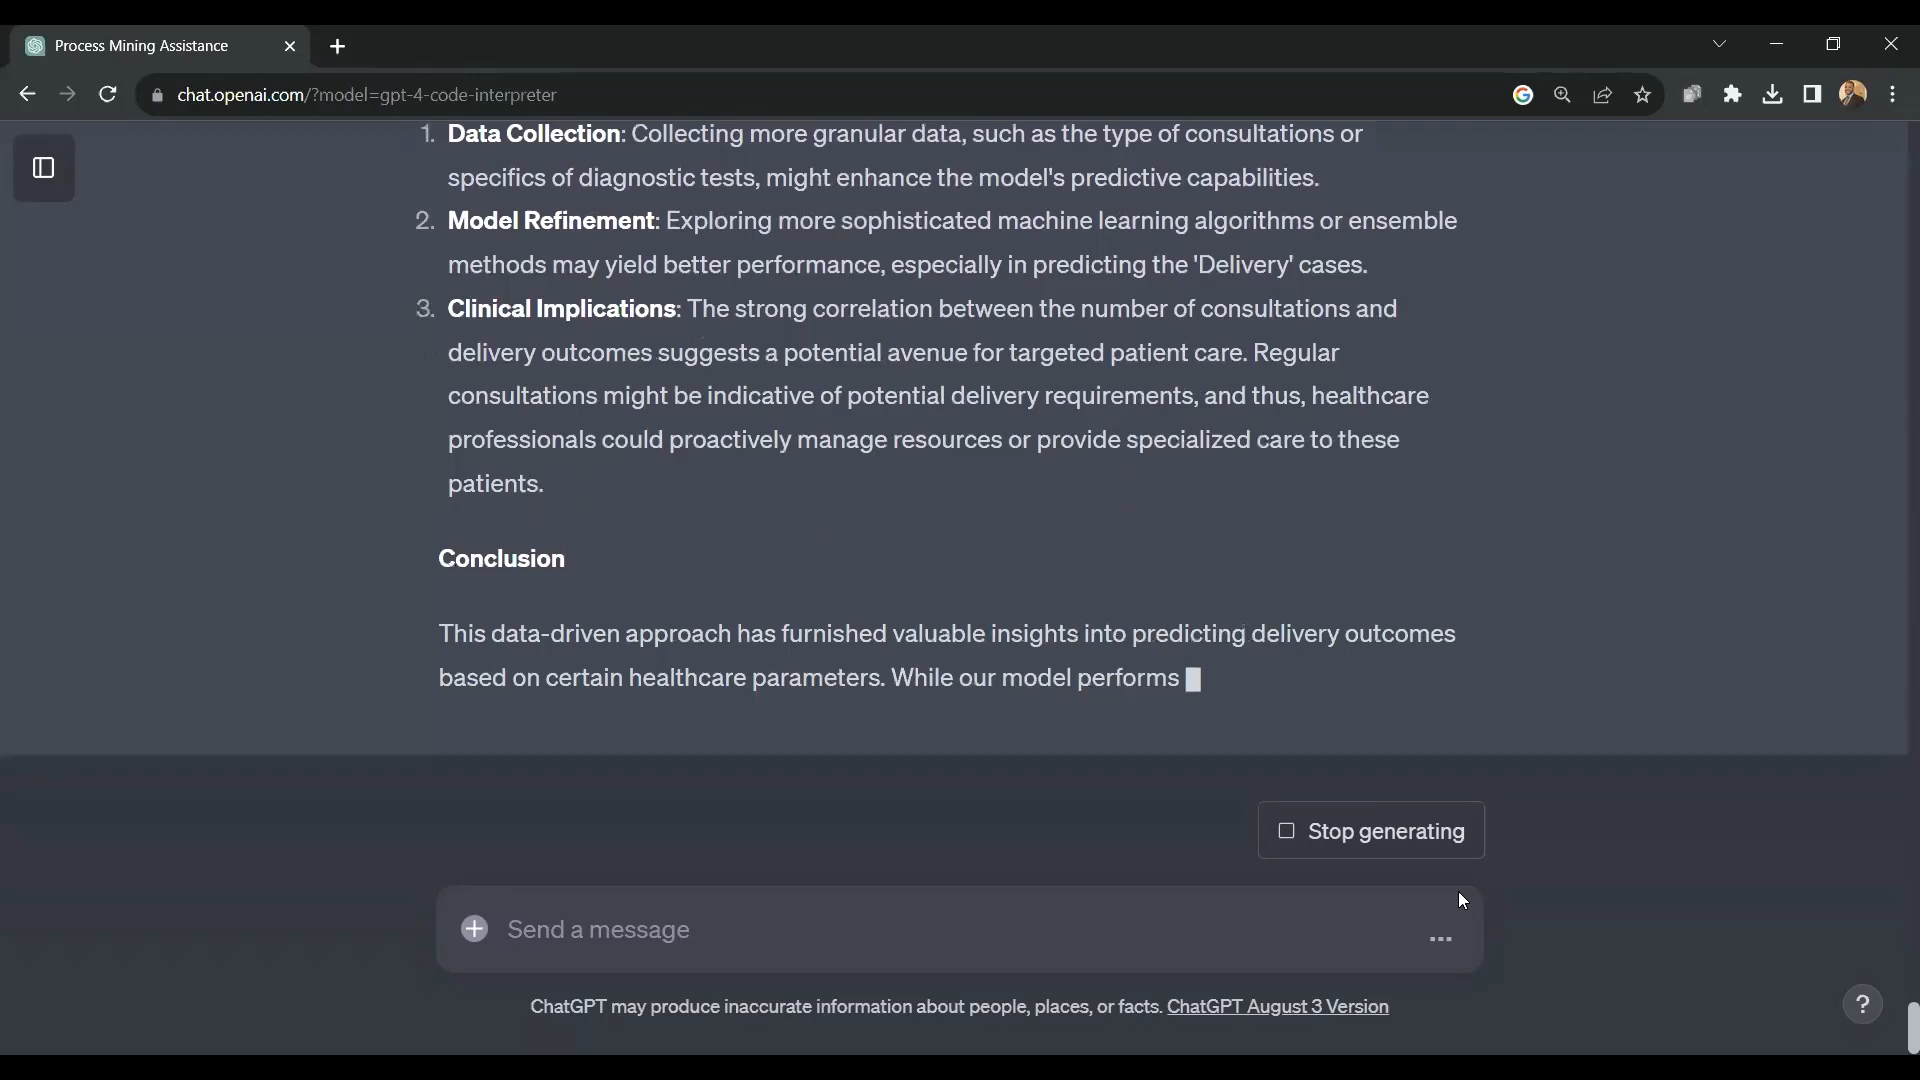 Process Mining Assistance
chat.openai.com/?model=gpt-4-code-interpreter
1. Data Collection: Collecting more granular data, such as the type of consultations or
specifics of diagnostic tests, might enhance the model's predictive capabilities.
2. Model Refinement: Exploring more sophisticated machine learning algorithms or ensemble
methods may yield better performance, especially in predicting the 'Delivery' cases.
3. Clinical Implications: The strong correlation between the number of consultations and
delivery outcomes suggests a potential avenue for targeted patient care. Regular
consultations might be indicative of potential delivery requirements, and thus, healthcare
professionals could proactively manage resources or provide specialized care to these
patients.
Conclusion
This data-driven approach has furnished valuable insights into predicting delivery outcomes
based on certain healthcare parameters. While our model performs
Stop generating
Send a message
ChatGPT may produce inaccurate information about people, places, or facts. ChatGPT August 3 Version
?